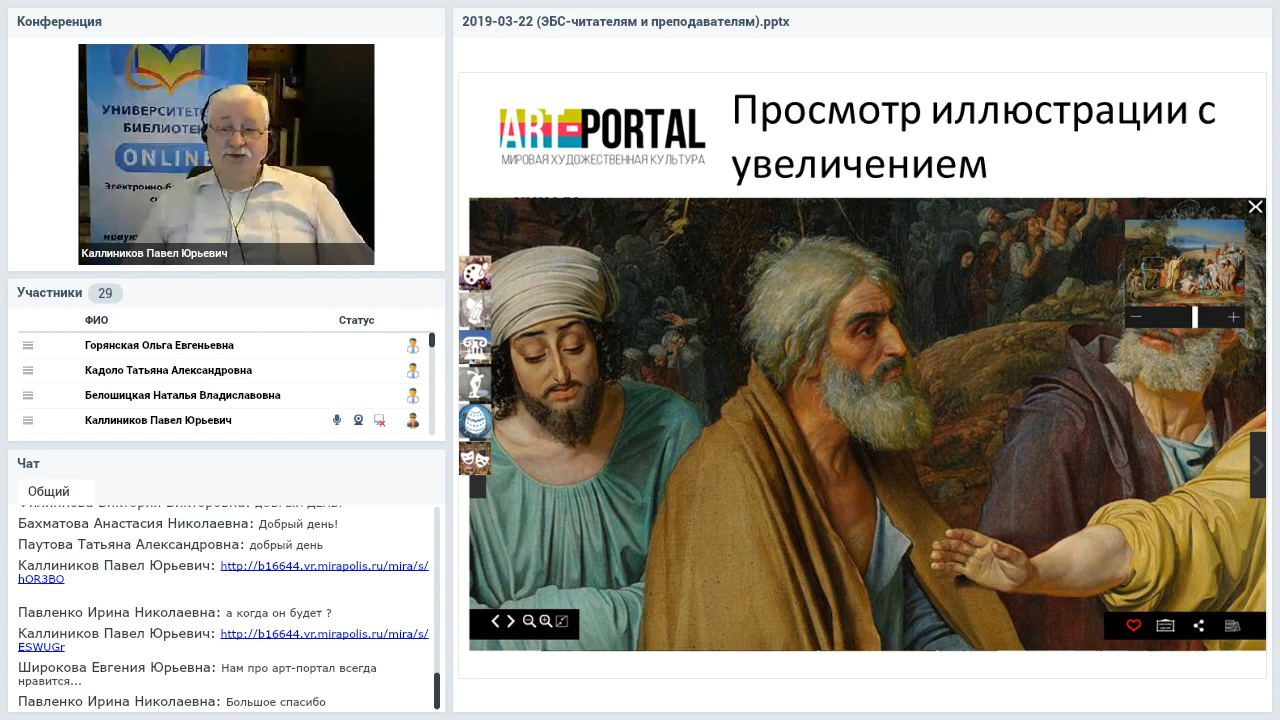 Конференция
УНИВЕРСИТЕТС
БИБЛИОТЕК
ONLINE
Электронно-б
новую
Каллиников Павел Юрьевич
Участники 29
ФИО Статус
Горянская Ольга Евгеньевна
Кадоло Татьяна Александровна
Белошицкая Наталья Владиславовна
Каллиников Павел Юрьевич
Чат
Общий
Бахматова Анастасия Николаевна: Добрый день!
Паутова Татьяна Александровна: добрый день
Каллиников Павел Юрьевич: http://b16644.vr.mirapolis.ru/mira/s/
hOR3BO
Павленко Ирина Николаевна: а когда он будет ?
Каллиников Павел Юрьевич: http://b16644.vr.mirapolis.ru/mira/s/
ESWUGr
Широкова Евгения Юрьевна: Нам про арт-портал всегда
нравится...
Павленко Ирина Николаевна: Большое спасибо
2019-03-22 (ЭБС-читателям и преподавателям).pptx
ART-PORTAL
МИРОВАЯ ХУДОЖЕСТВЕННАЯ КУЛЬТУРА
Просмотр иллюстрации с
увеличением